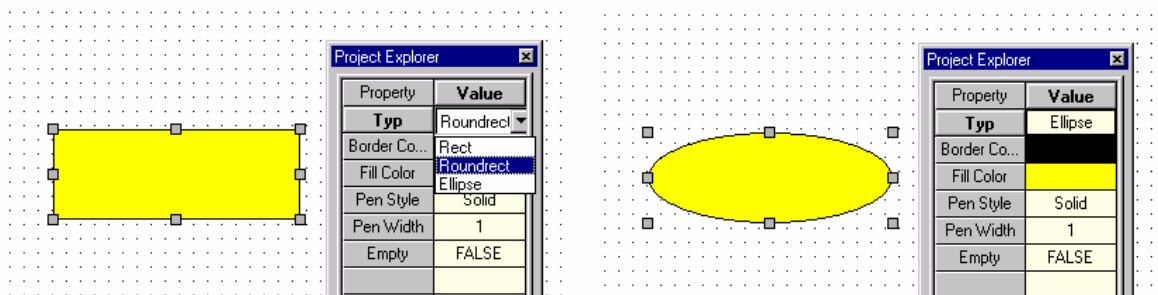 Project Explorer
Property Value
Typ Roundrect
Border Co... Rect
Roundrect
Fill Color Ellipse
Pen Style Solid
Pen Width 1
Empty FALSE
Project Explorer
Property Value
Typ Ellipse
Border Co...
Fill Color
Pen Style Solid
Pen Width 1
Empty FALSE